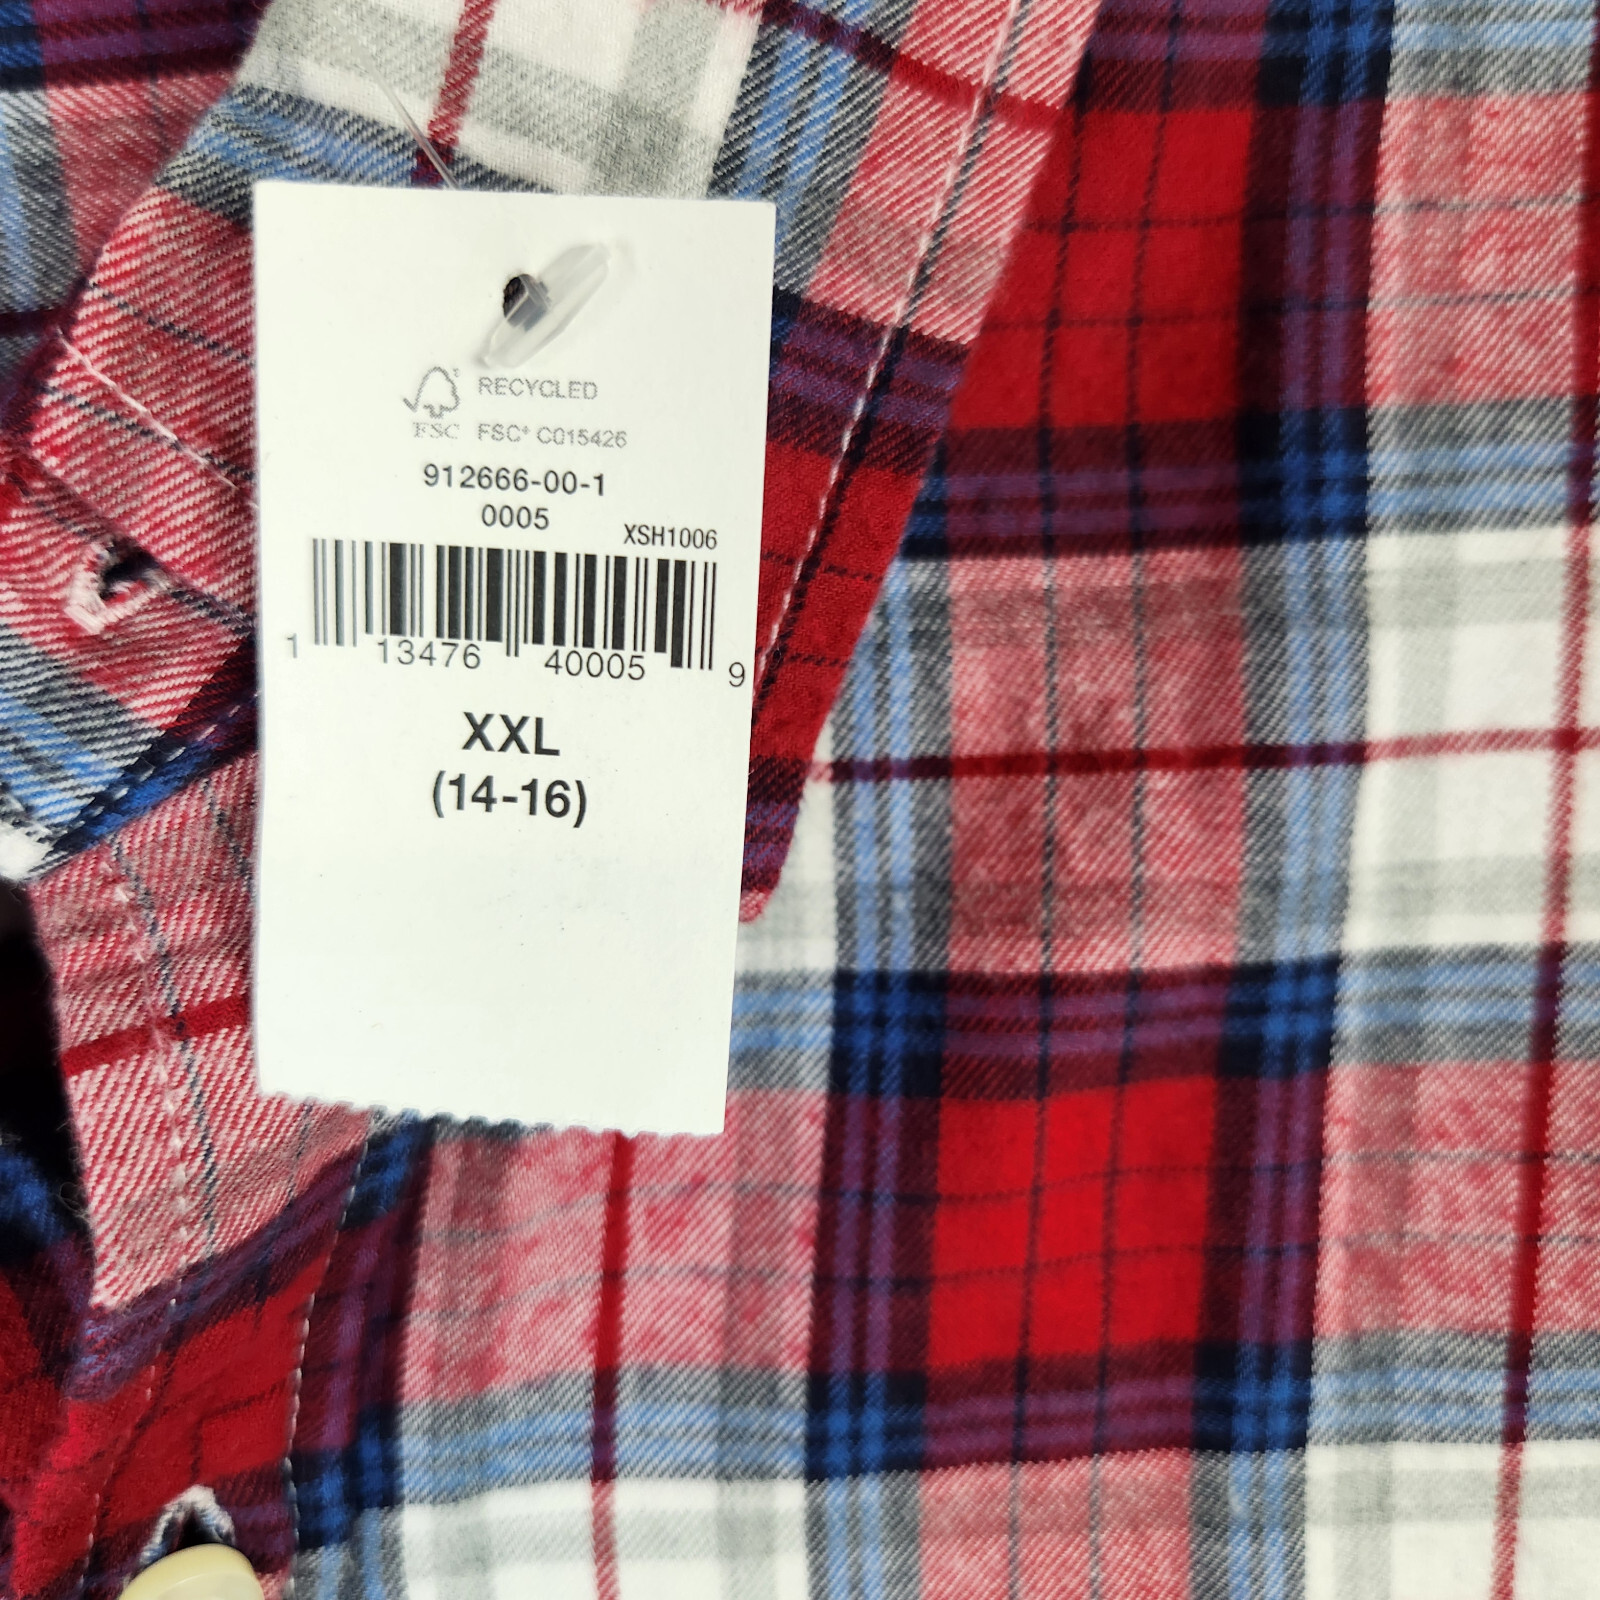 RECYCLED
FSC FSC® C015426
912666-00-1
0005
XSH1006
1 13476 40005 9
XXL
(14-16)